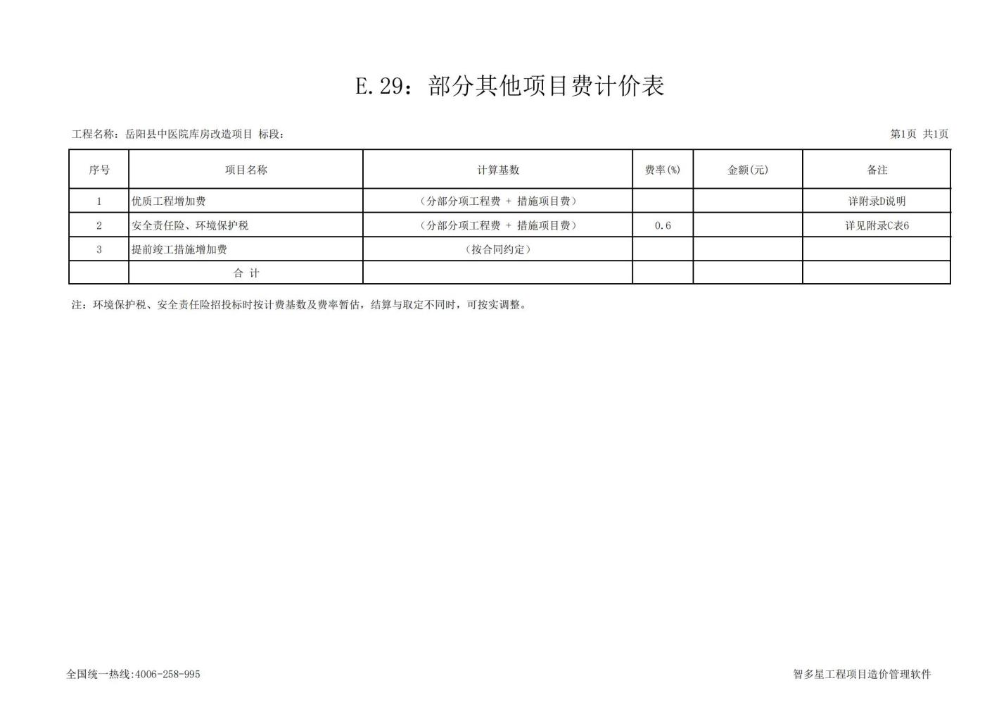 E.29：部分其他项目费计价表
工程名称：岳阳县中医院库房改造项目 标段：	第1页 共1页
序号	项目名称	计算基数	费率(%)	金额(元)	备注
1	优质工程增加费	（分部分项工程费 + 措施项目费）	详附录D说明
2	安全责任险、环境保护税	（分部分项工程费 + 措施项目费）	0.6	详见附录C表6
3	提前竣工措施增加费	（按合同约定）
合 计
注：环境保护税、安全责任险招投标时按计费基数及费率暂估，结算与取定不同时，可按实调整。
全国统一热线:4006-258-995	智多星工程项目造价管理软件